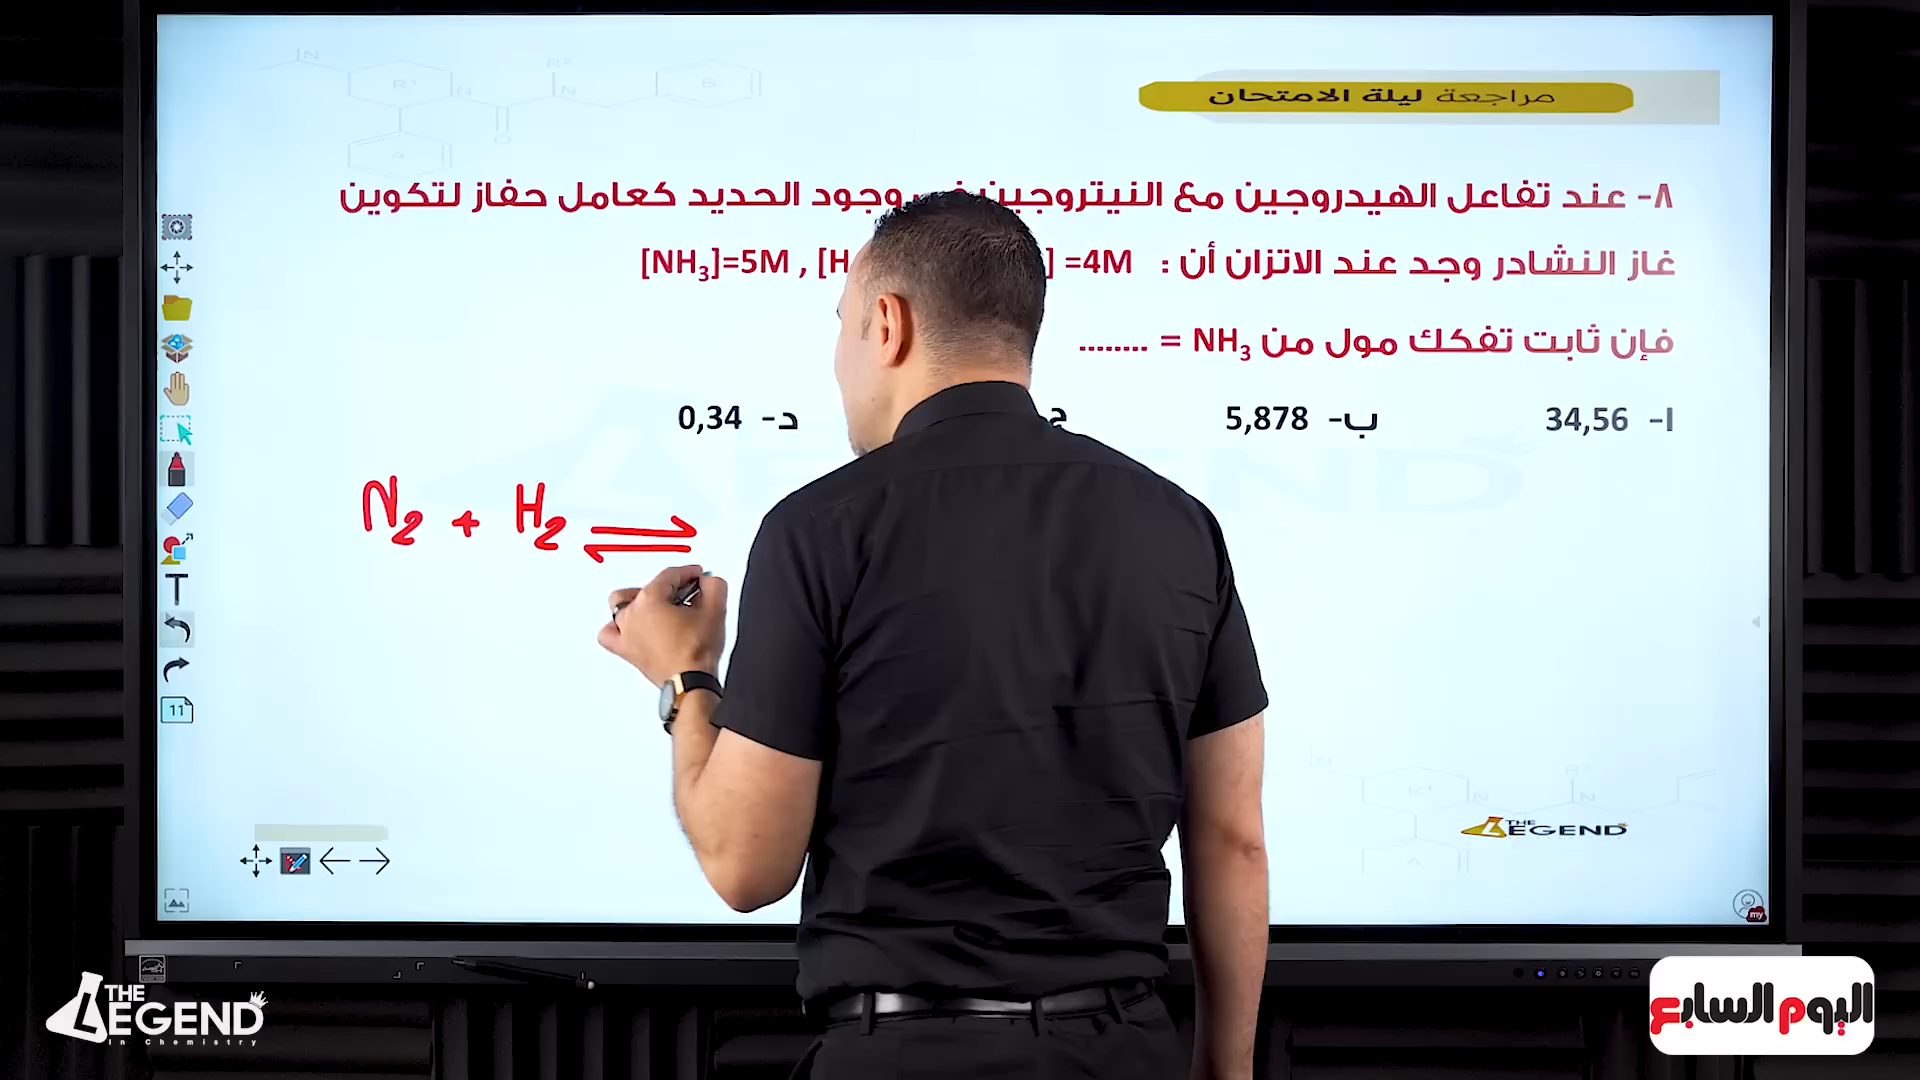 مراجعة ليلة الامتحان
٨- عند تفاعل الهيدروجين مع النيتروجين وجود الحديد كعامل حفاز لتكوين
غاز النشادر وجد عند الاتزان أن : [NH₃]=5M , [H ] =4M
فإن ثابت تفكك مول من NH₃ = ........
ا- 34,56 ب- 5,878 د- 0,34
N₂ + H₂ ⇌
THE LEGEND
11
my
THE LEGEND
In Chemistry
اليوم السابع